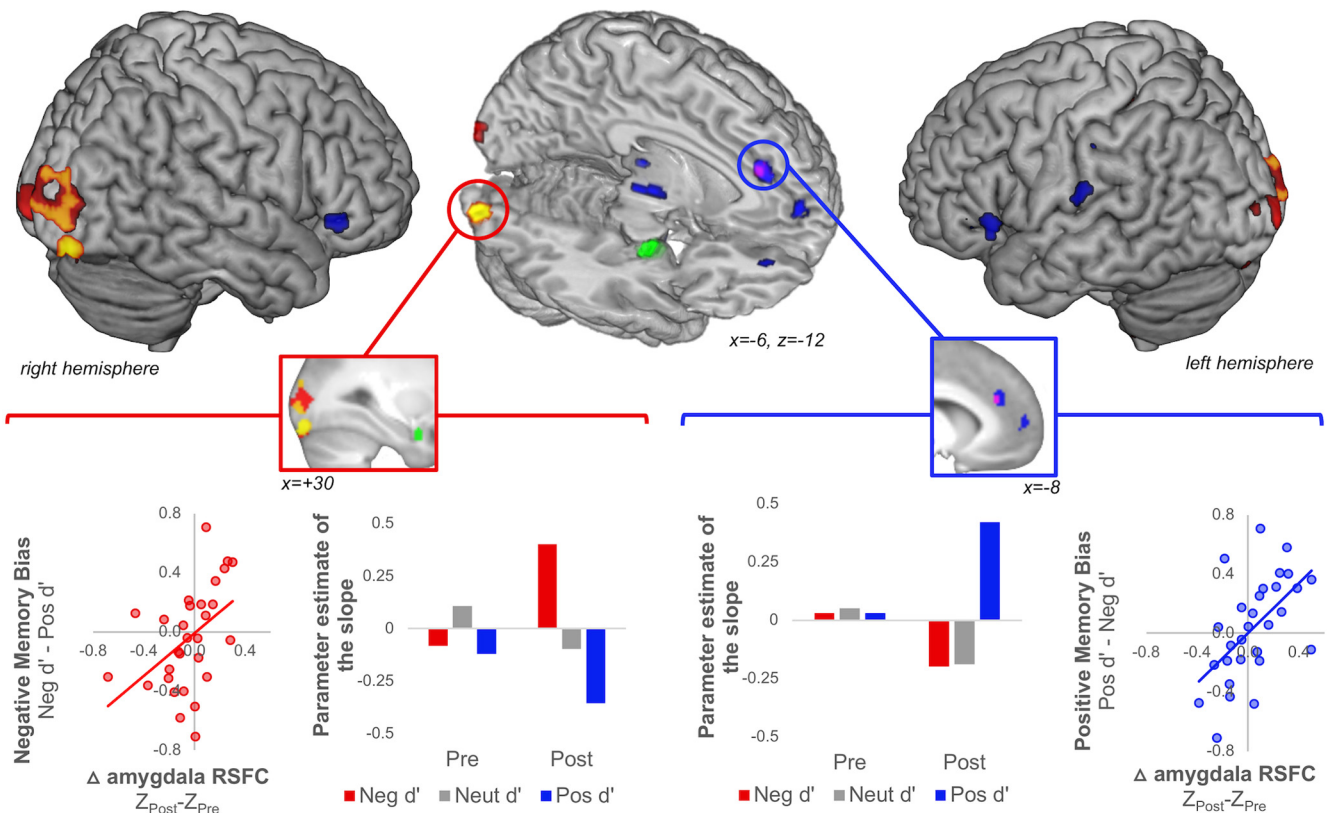 x=-6, z=-12
right hemisphere
left hemisphere
x=+30
x=-8
Negative Memory Bias
Neg d' - Pos d'
0.8
0.4
0.0
-0.8
-0.4
0.4
-0.4
-0.8
Δ amygdala RSFC
ZPost-ZPre
Parameter estimate of
the slope
0.5
0.25
0
-0.25
-0.5
Pre
Post
Neg d'
Neut d'
Pos d'
Parameter estimate of
the slope
0.5
0.25
0
-0.25
-0.5
Pre
Post
Neg d'
Neut d'
Pos d'
Positive Memory Bias
Pos d' - Neg d'
0.8
0.4
0.0
-0.8
-0.4
0.4
-0.4
-0.8
Δ amygdala RSFC
ZPost-ZPre